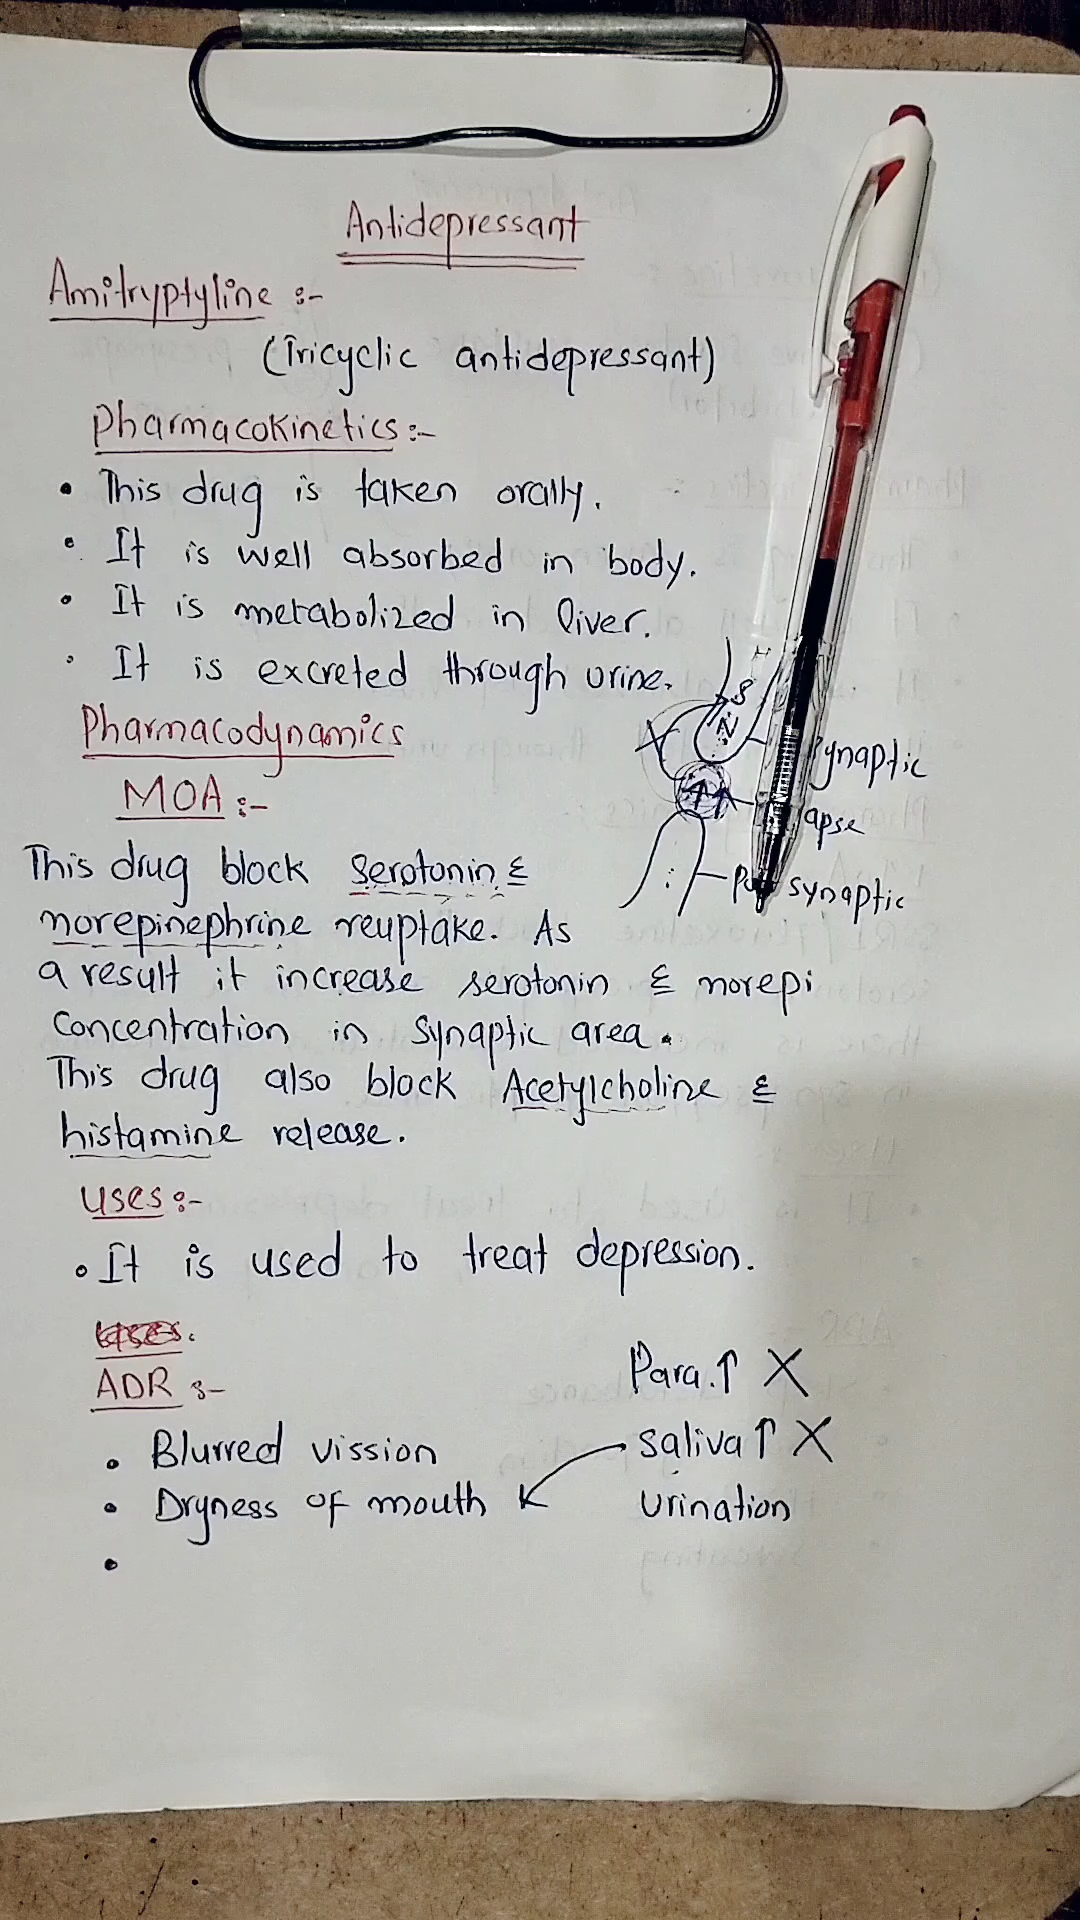 Antidepressant
Amitryptyline :-
(Tricyclic antidepressant)
Pharmacokinetics :-
• This drug is taken orally.
• It is well absorbed in body.
• It is metabolized in liver.
• It is excreted through urine.
Pharmacodynamics
MOA :-
synaptic
apse
synaptic
This drug block serotonin &
norepinephrine reuptake. As
a result it increase serotonin & norepi
concentration in synaptic area.
This drug also block Acetylcholine &
histamine release.
Uses :-
• It is used to treat depression.
ADR :-
• Blurred vission
• Dryness of mouth
•
Para. ↑ X
saliva ↑ X
urination